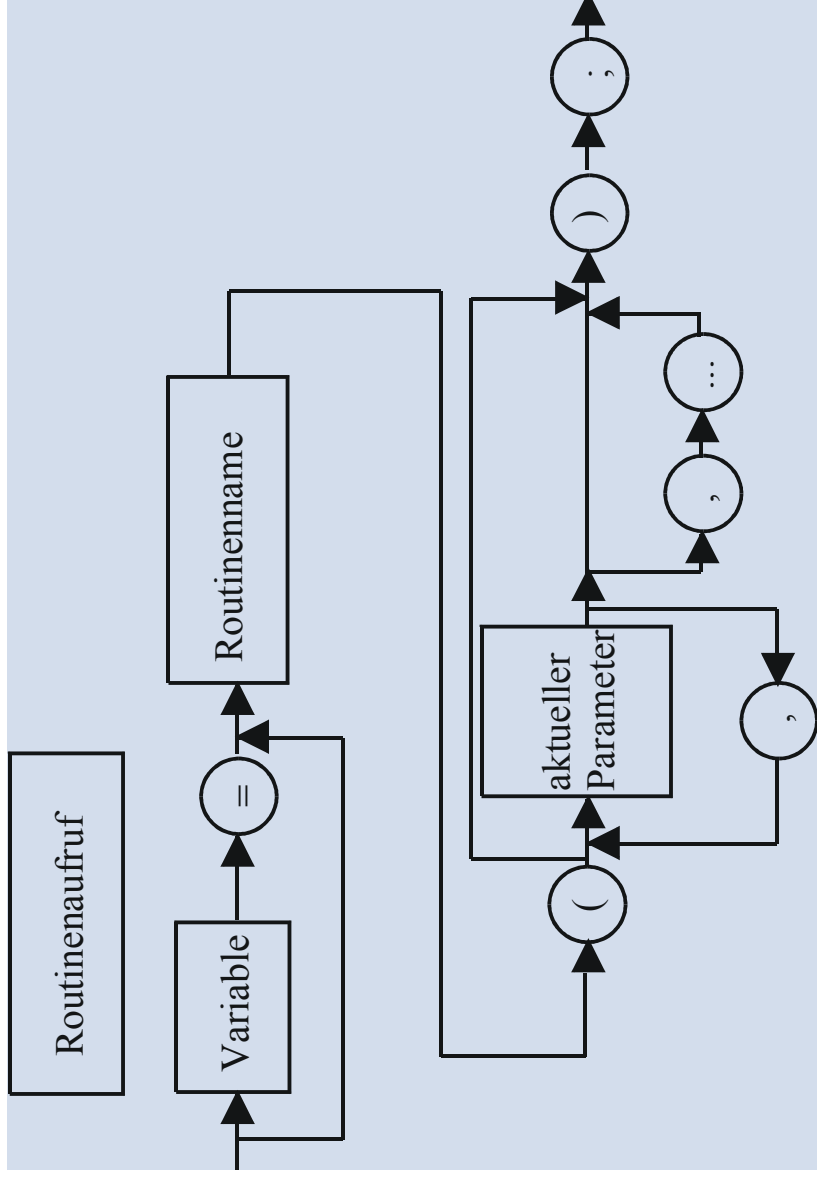 Routinenaufruf
Variable
=
Routinenname
(
aktueller
Parameter
,
,
...
)
;